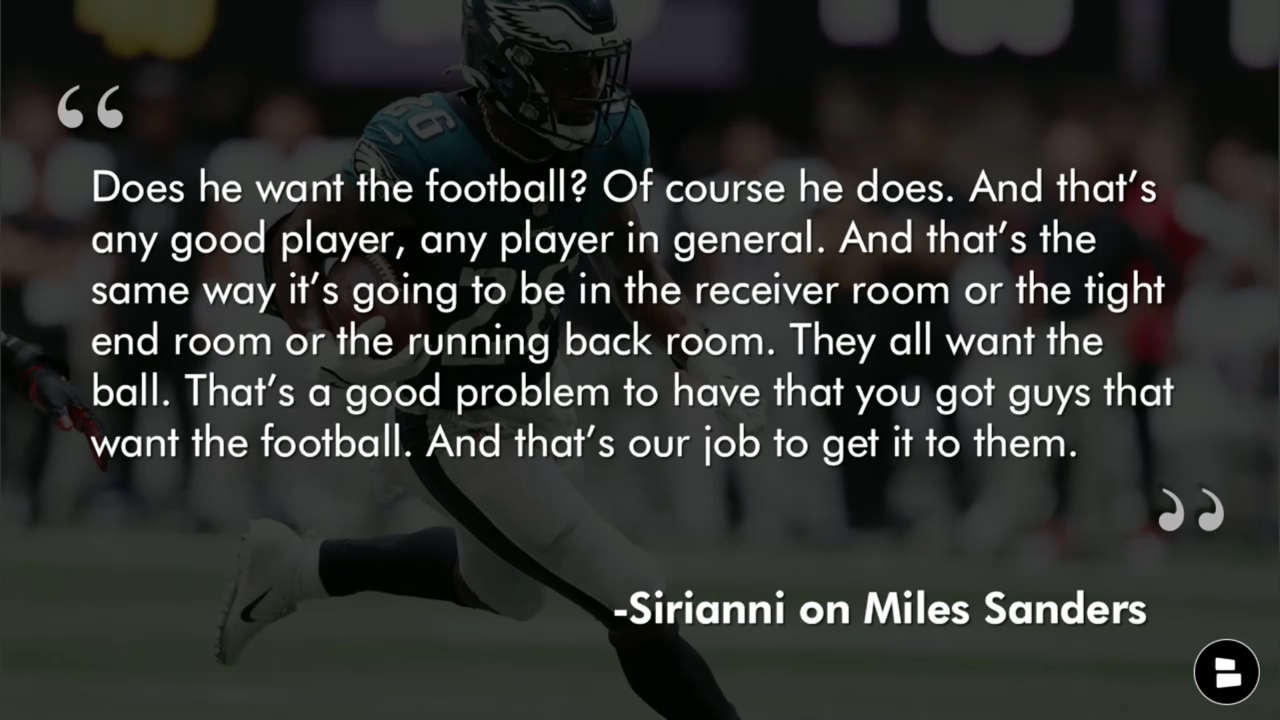 26
“
Does he want the football? Of course he does. And that’s
any good player, any player in general. And that’s the
same way it’s going to be in the receiver room or the tight
end room or the running back room. They all want the
ball. That’s a good problem to have that you got guys that
want the football. And that’s our job to get it to them.
”
-Sirianni on Miles Sanders